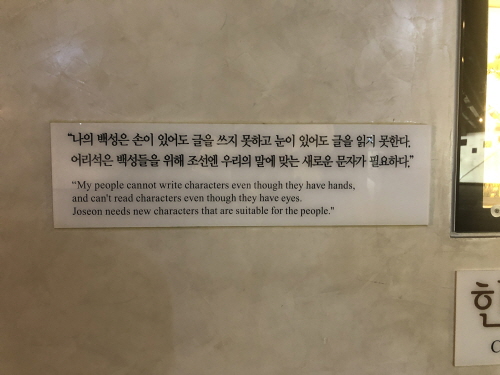 “나의 백성은 손이 있어도 글을 쓰지 못하고 눈이 있어도 글을 읽지 못한다.
어리석은 백성들을 위해 조선엔 우리의 말에 맞는 새로운 문자가 필요하다.”
“My people cannot write characters even though they have hands,
and can't read characters even though they have eyes.
Joseon needs new characters that are suitable for the people."